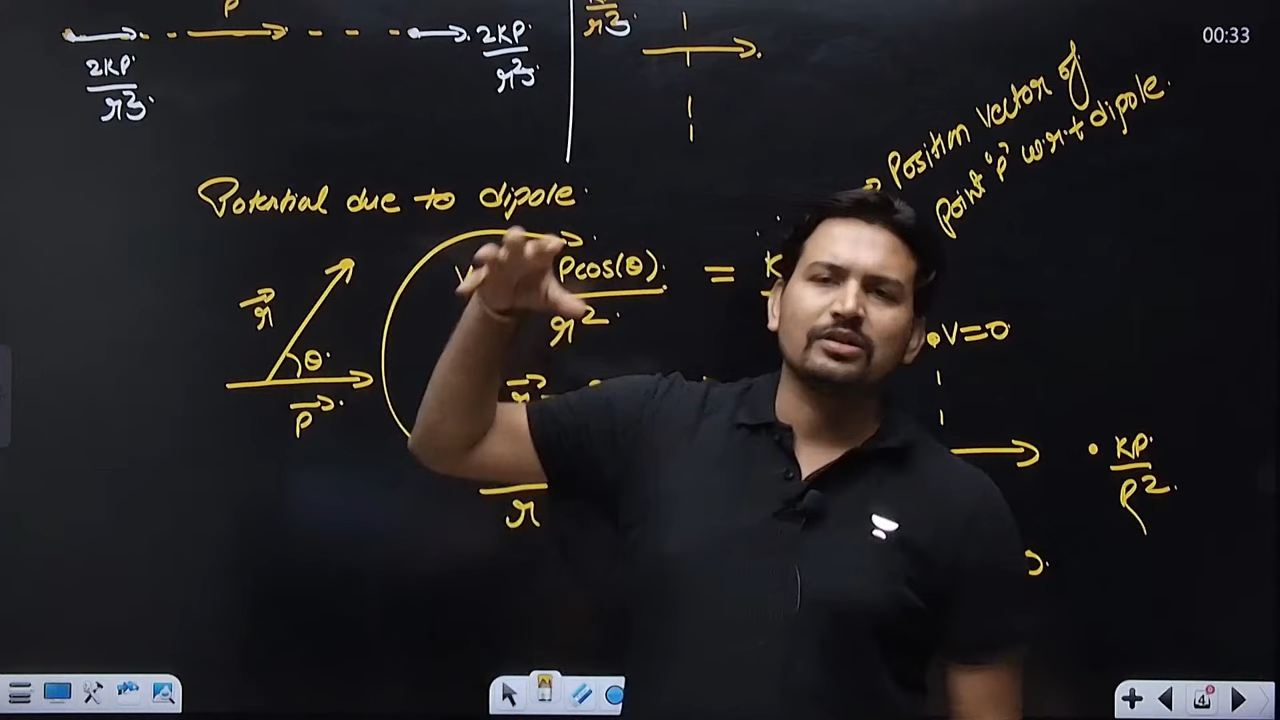 P
2KP
r3
2KP
r3
r3
00:33
Position Vector of
Point "P" w.r.t dipole.
Potential due to dipole.
V
Pcos(θ)
r2
=
K
r
θ
P
V=0
r
KP
r